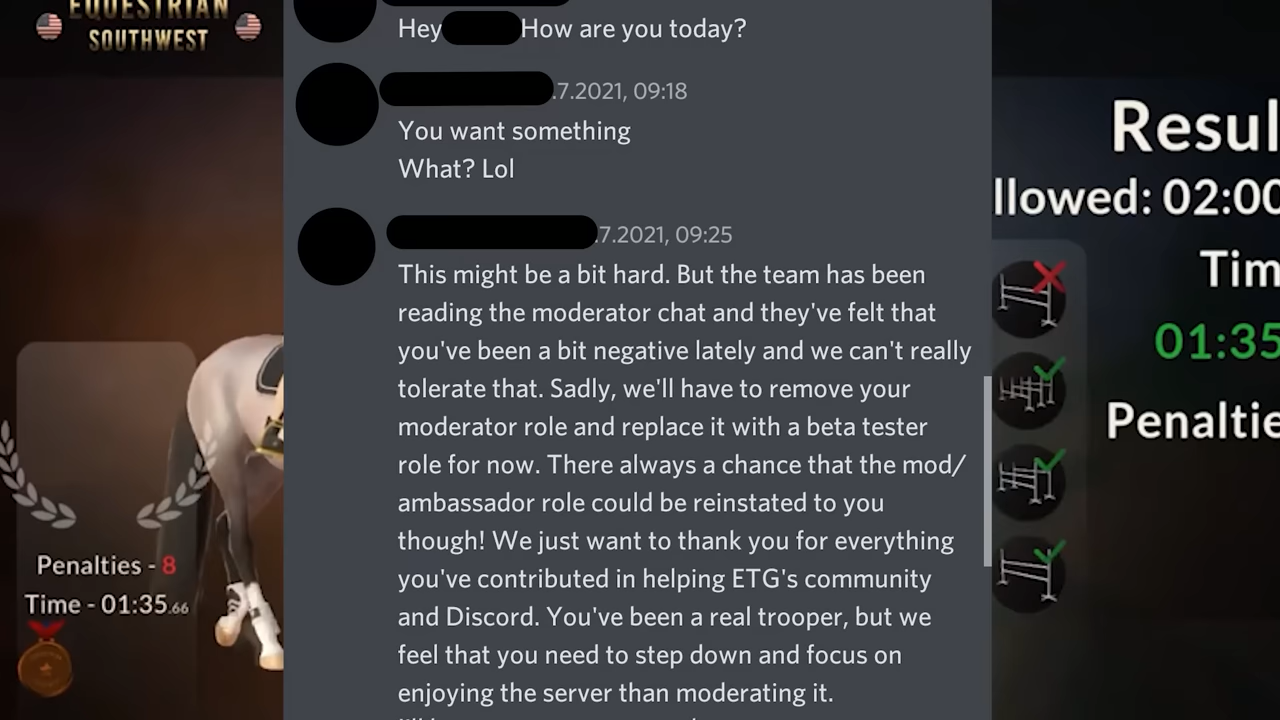 EQUESTRIAN
SOUTHWEST
Hey How are you today?
.7.2021, 09:18
You want something
What? Lol
.7.2021, 09:25
This might be a bit hard. But the team has been
reading the moderator chat and they've felt that
you've been a bit negative lately and we can't really
tolerate that. Sadly, we'll have to remove your
moderator role and replace it with a beta tester
role for now. There always a chance that the mod/
ambassador role could be reinstated to you
though! We just want to thank you for everything
you've contributed in helping ETG's community
and Discord. You've been a real trooper, but we
feel that you need to step down and focus on
enjoying the server than moderating it.
Penalties - 8
Time - 01:35.66
Resul
llowed: 02:00
Tim
01:35
Penaltie